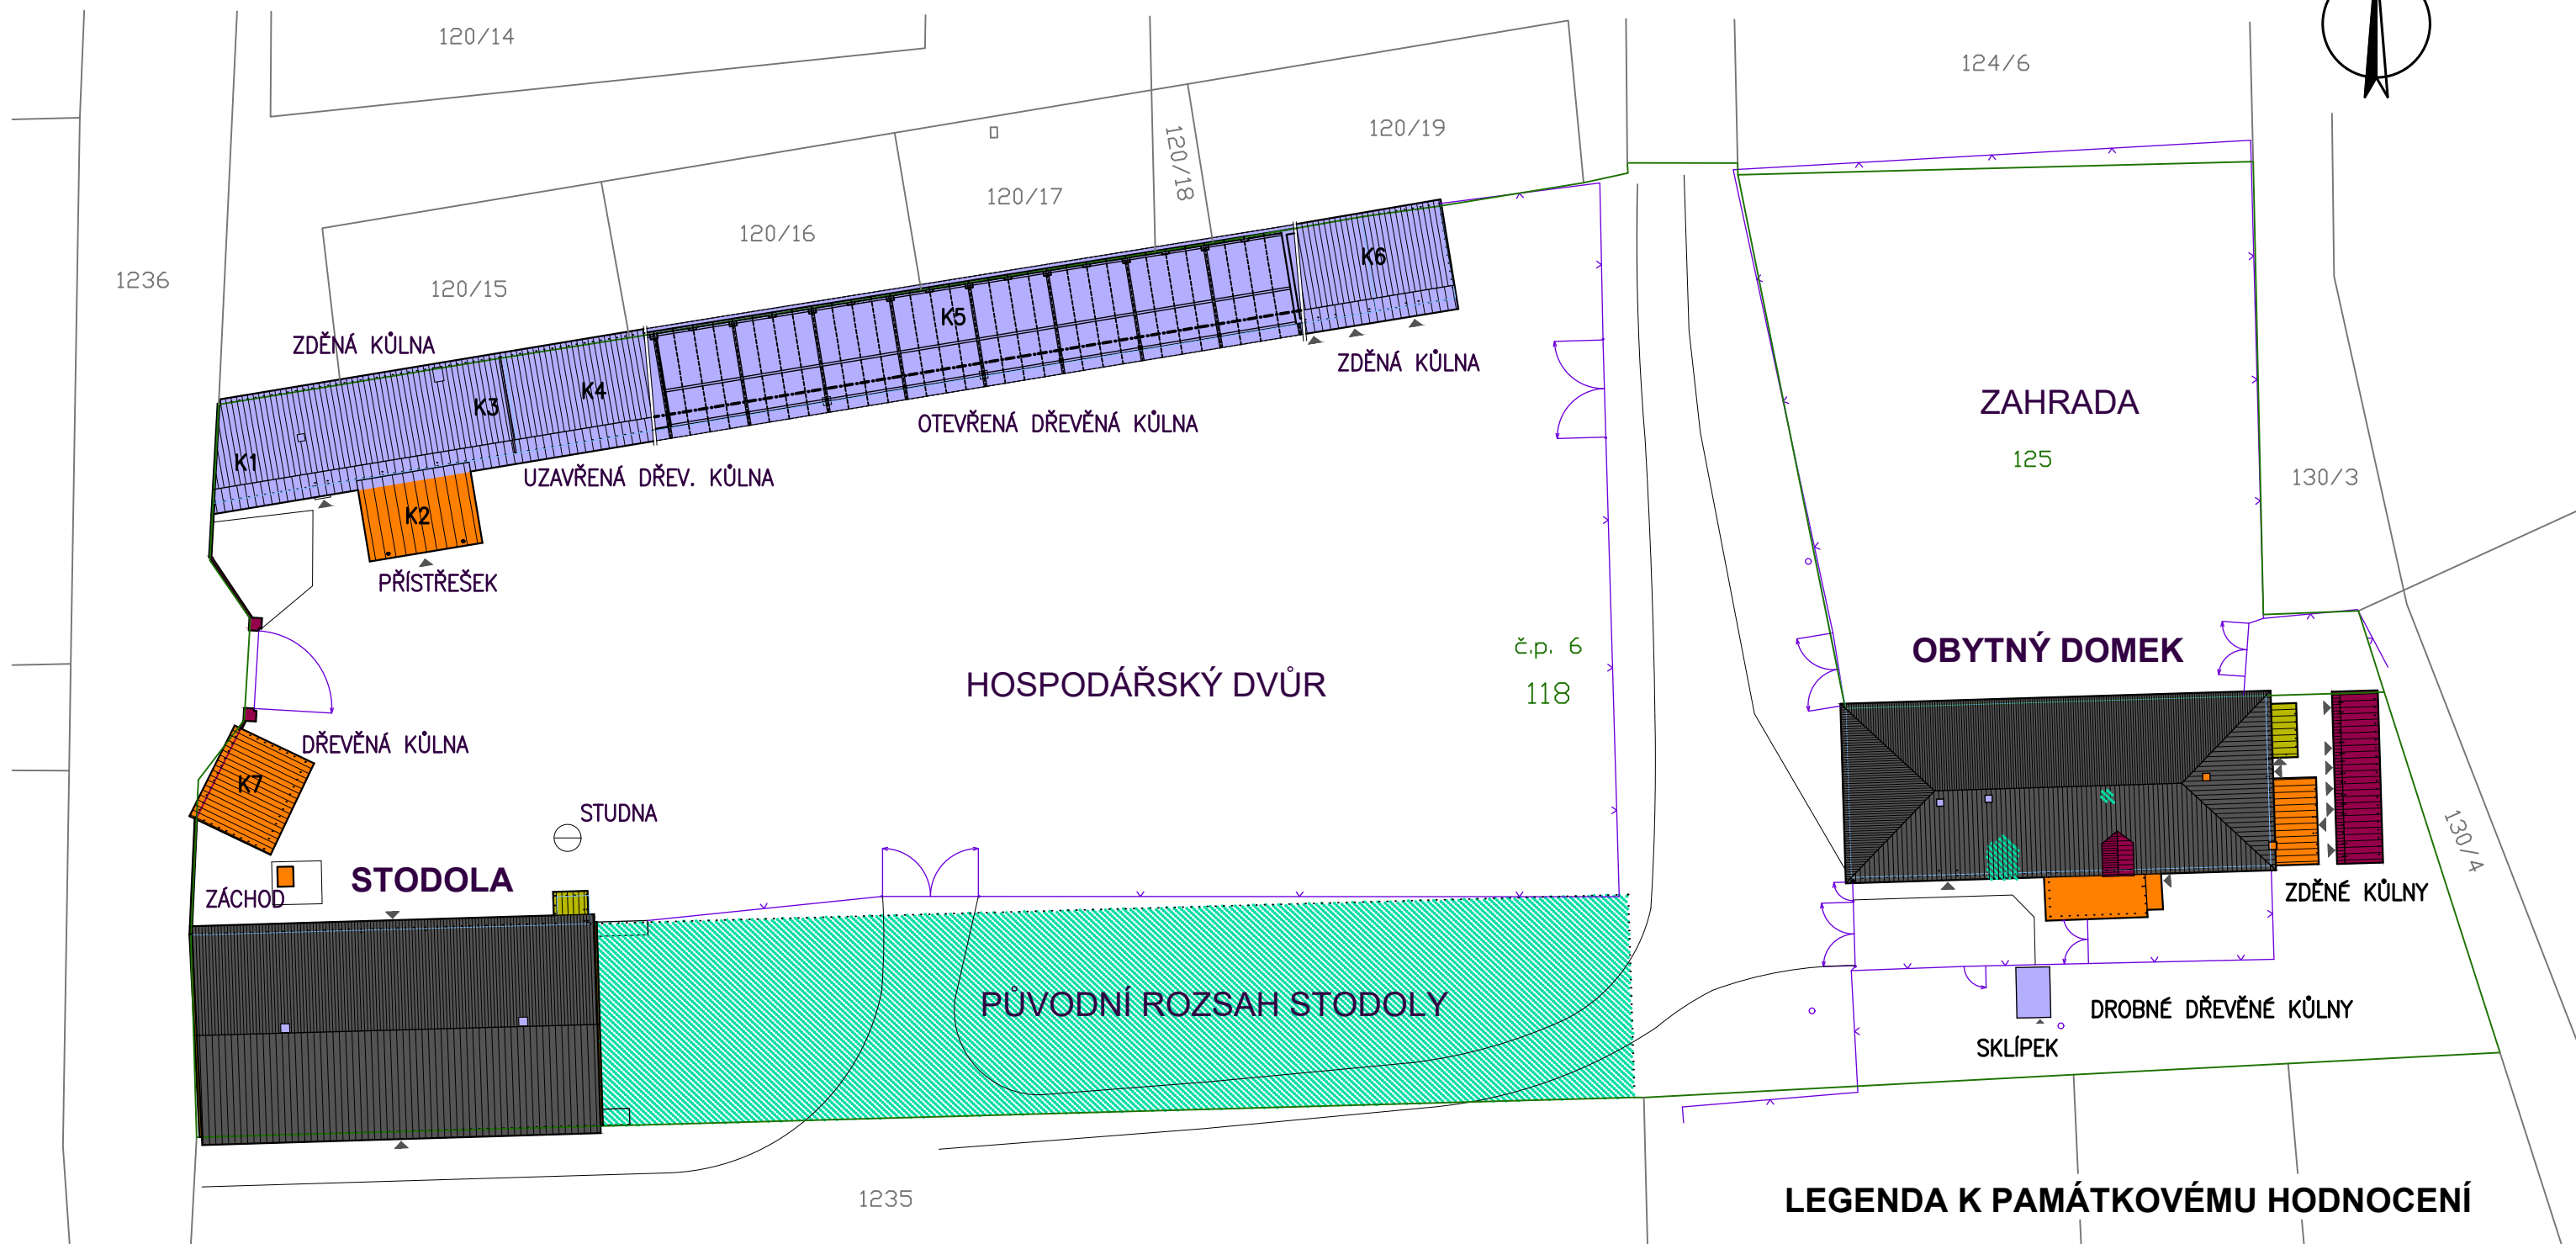 120/14
124/6
120/19
120/18
120/17
120/16
120/15
1236
K6
K5
ZDĚNÁ KŮLNA
ZDĚNÁ KŮLNA
K4
K3
K1
ZAHRADA
125
130/3
OTEVŘENÁ DŘEVĚNÁ KŮLNA
UZAVŘENÁ DŘEV. KŮLNA
K2
PŘÍSTŘEŠEK
č.p. 6
118
OBYTNÝ DOMEK
HOSPODÁŘSKÝ DVŮR
DŘEVĚNÁ KŮLNA
K7
STUDNA
130/4
STODOLA
ZÁCHOD
ZDĚNÉ KŮLNY
PŮVODNÍ ROZSAH STODOLY
DROBNÉ DŘEVĚNÉ KŮLNY
SKLÍPEK
1235
LEGENDA K PAMÁTKOVÉMU HODNOCENÍ